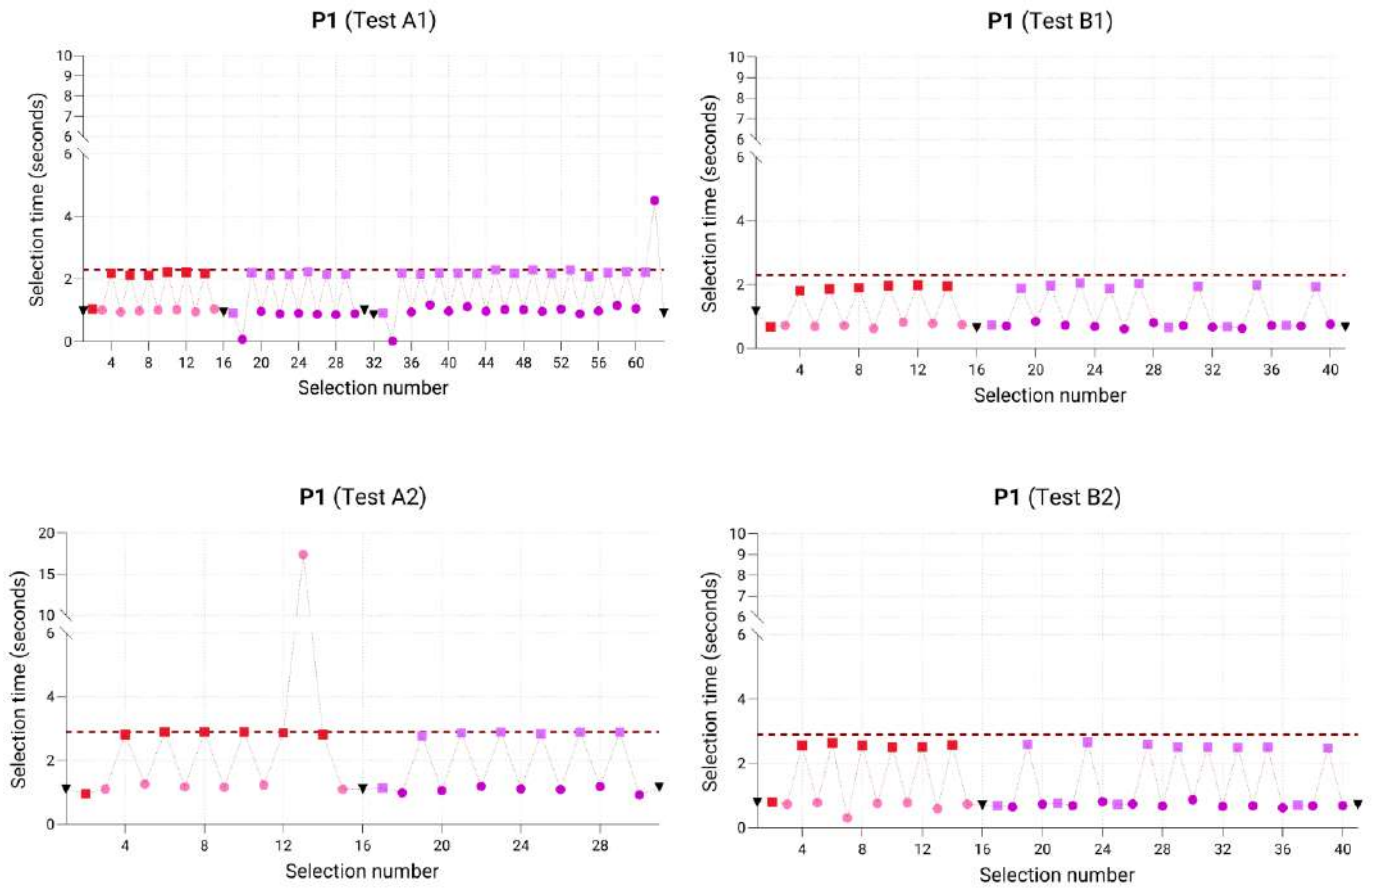 P1 (Test A1)
Selection time (seconds)
10
9
8
7
6
6
4
2
0
4 8 12 16 20 24 28 32 36 40 44 48 52 56 60
Selection number
P1 (Test B1)
Selection time (seconds)
10
9
8
7
6
6
4
2
0
4 8 12 16 20 24 28 32 36 40
Selection number
P1 (Test A2)
Selection time (seconds)
20
15
10
6
4
2
0
4 8 12 16 20 24 28
Selection number
P1 (Test B2)
Selection time (seconds)
10
9
8
7
6
6
4
2
0
4 8 12 16 20 24 28 32 36 40
Selection number